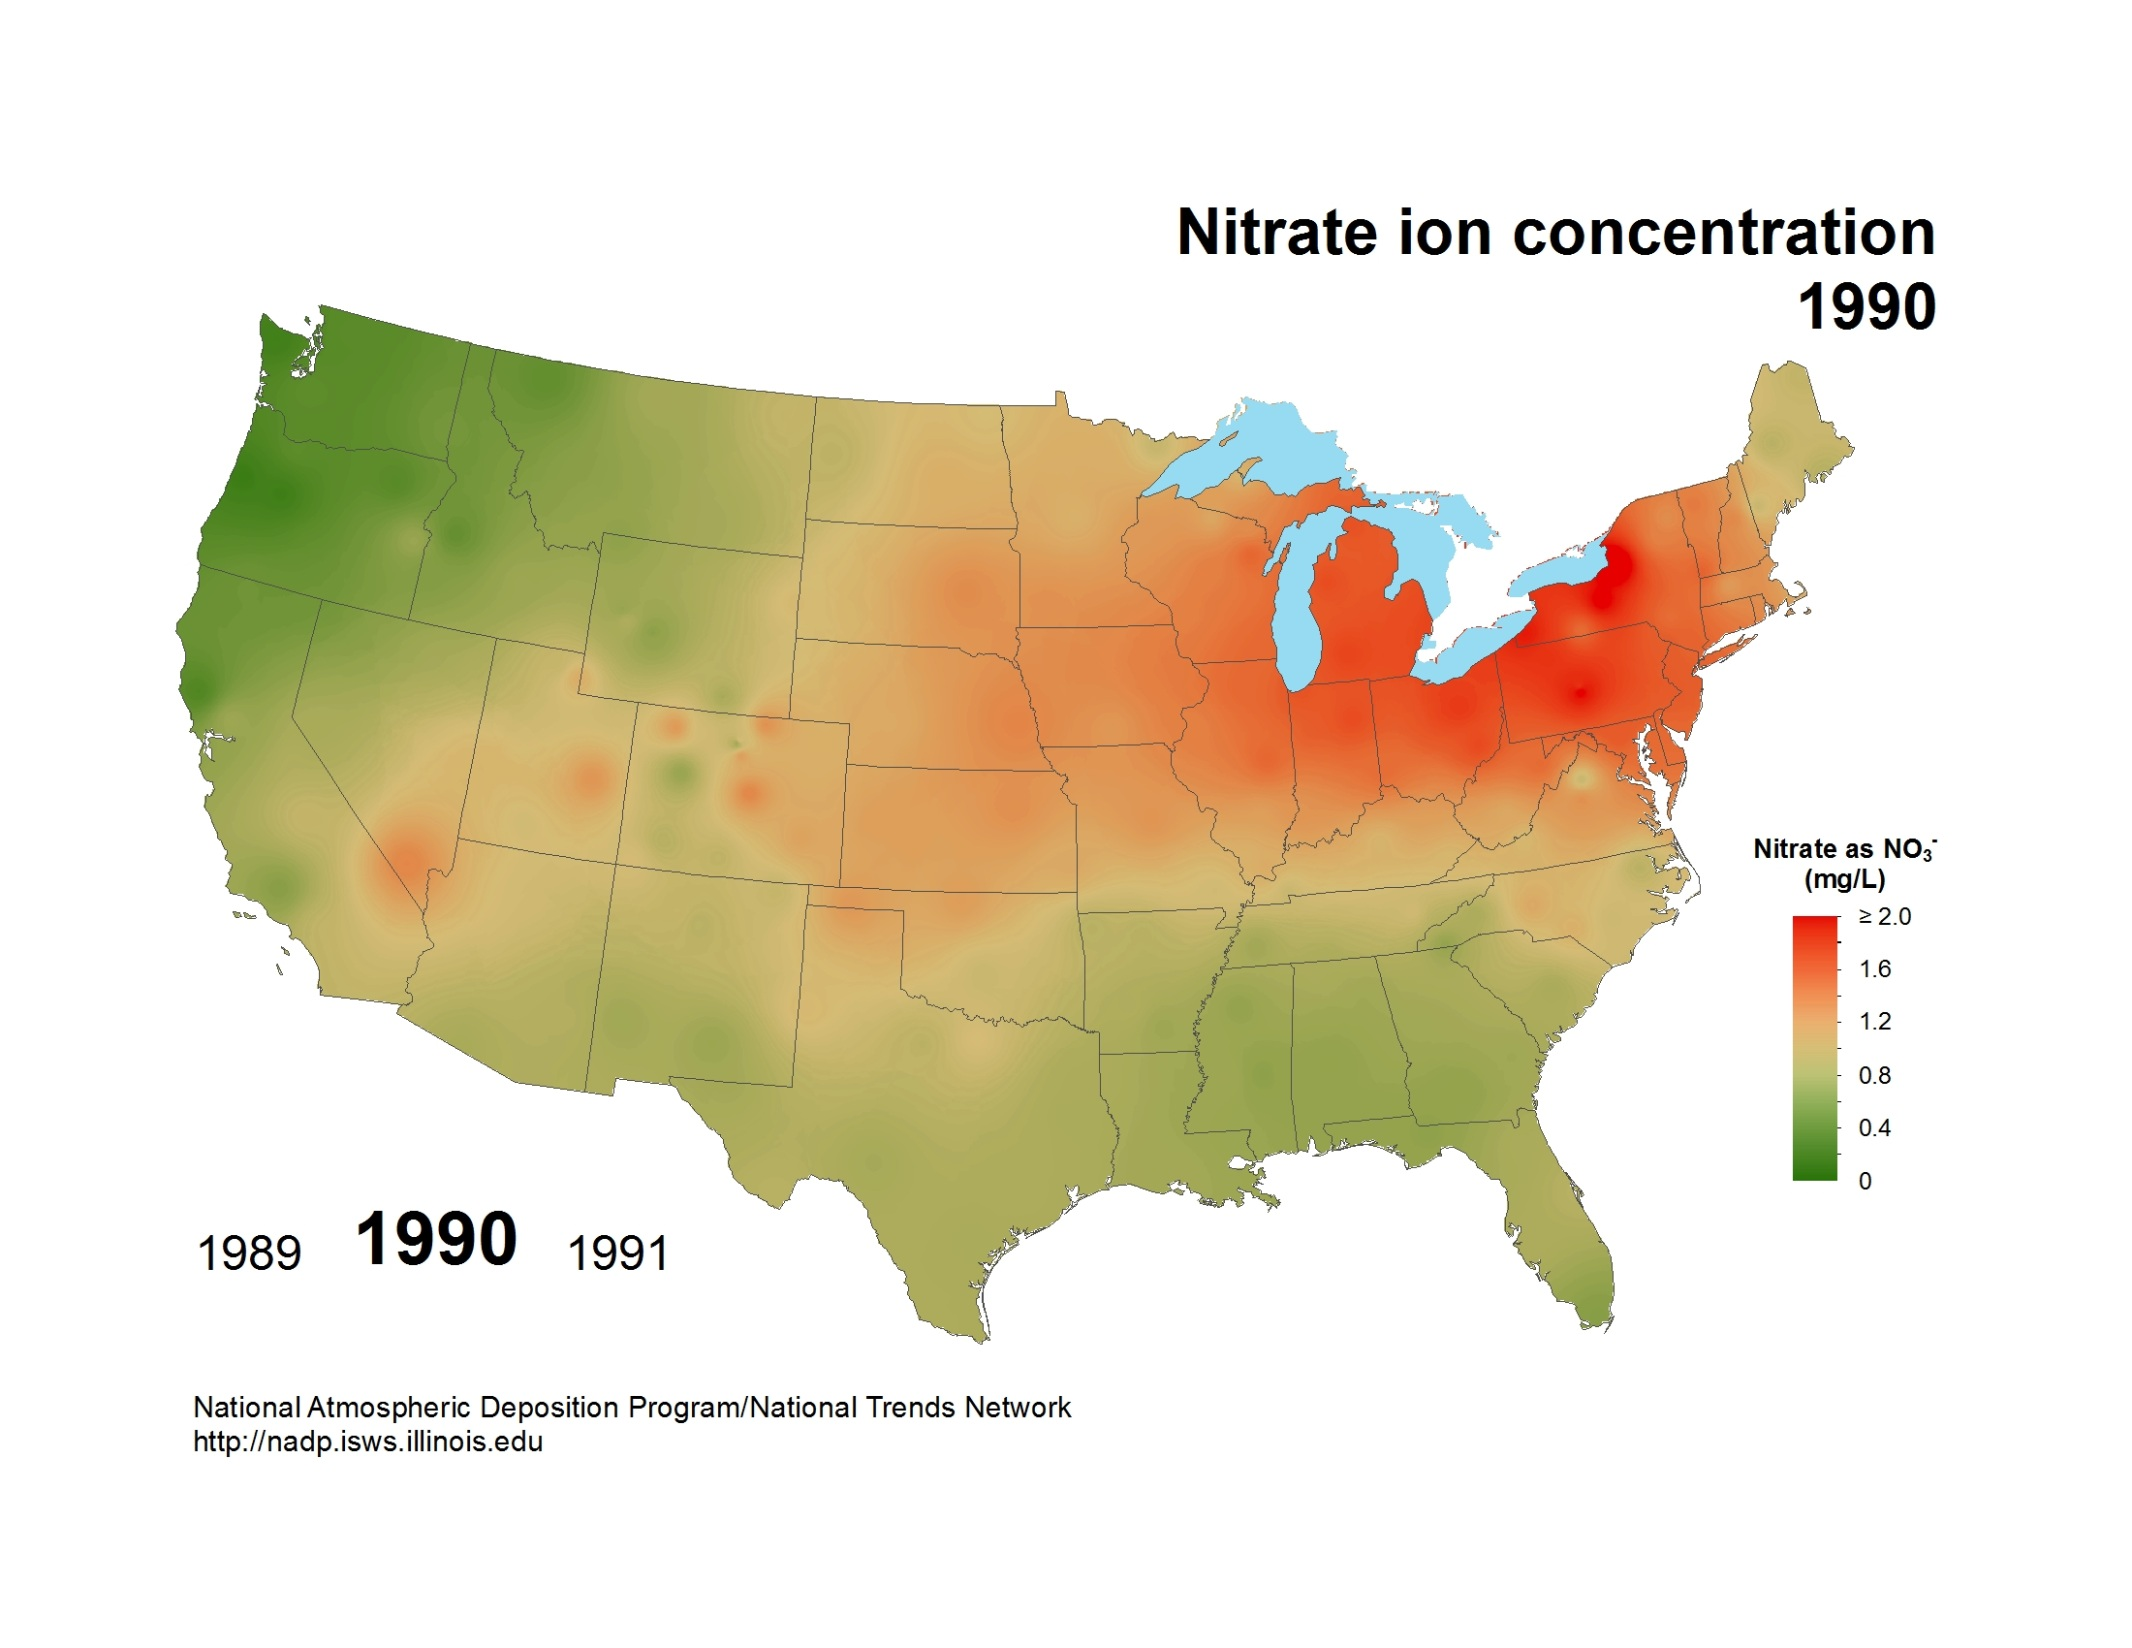 Nitrate ion concentration
1990
Nitrate as NO₃⁻
(mg/L)
≥ 2.0
1.6
1.2
0.8
0.4
0
1989 1990 1991
National Atmospheric Deposition Program/National Trends Network
http://nadp.isws.illinois.edu